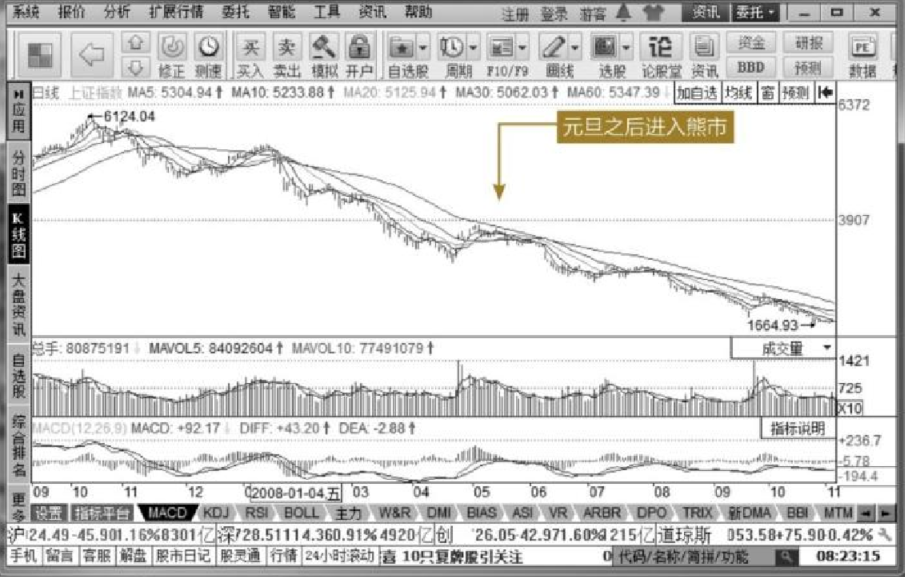 系统 报价 分析 扩展行情 委托 智能 工具 资讯 帮助 注册 登录 游客 资讯 委托
修正 测速 买入 卖出 模拟 开户 自选股 周期 F10/F9 画线 选股 论股堂 资讯 资金 BBD 研报 预测 PE 数据
买 卖 论
日线 上证指数 MA5: 5304.94↑ MA10: 5233.88↑ MA20: 5125.94↑ MA30: 5062.03↑ MA60: 5347.39↓ 加自选 均线 窗 预测
6372
6124.04
元旦之后进入熊市
3907
1664.93
应用
分时图
K线图
大盘资讯
自选股
综合排名
更多
总手: 80875191↓ MAVOL5: 84092604↑ MAVOL10: 77491079↑ 成交量
1421
725
X10
MACD(12,26,9) MACD: +92.17↓ DIFF: +43.20↑ DEA: -2.88↑ 指标说明
+236.7
-5.78
-194.4
09 10 11 12 2008-01-04,五 03 04 05 06 07 08 09 10 11
设置 指标平台 MACD KDJ RSI BOLL 主力 W&R DMI BIAS ASI VR ARBR DPO TRIX 新DMA BBI MTM
沪 24.49-45.901.16%8301亿 深728.51114.360.91%4920亿 创 26.05-42.971.60%215亿 道琼斯 053.58+75.90 0.42%
手机 留言 客服 解盘 股市日记 股灵通 行情 24小时滚动 10只复牌股引关注 0 代码/名称/简拼/功能 08:23:15